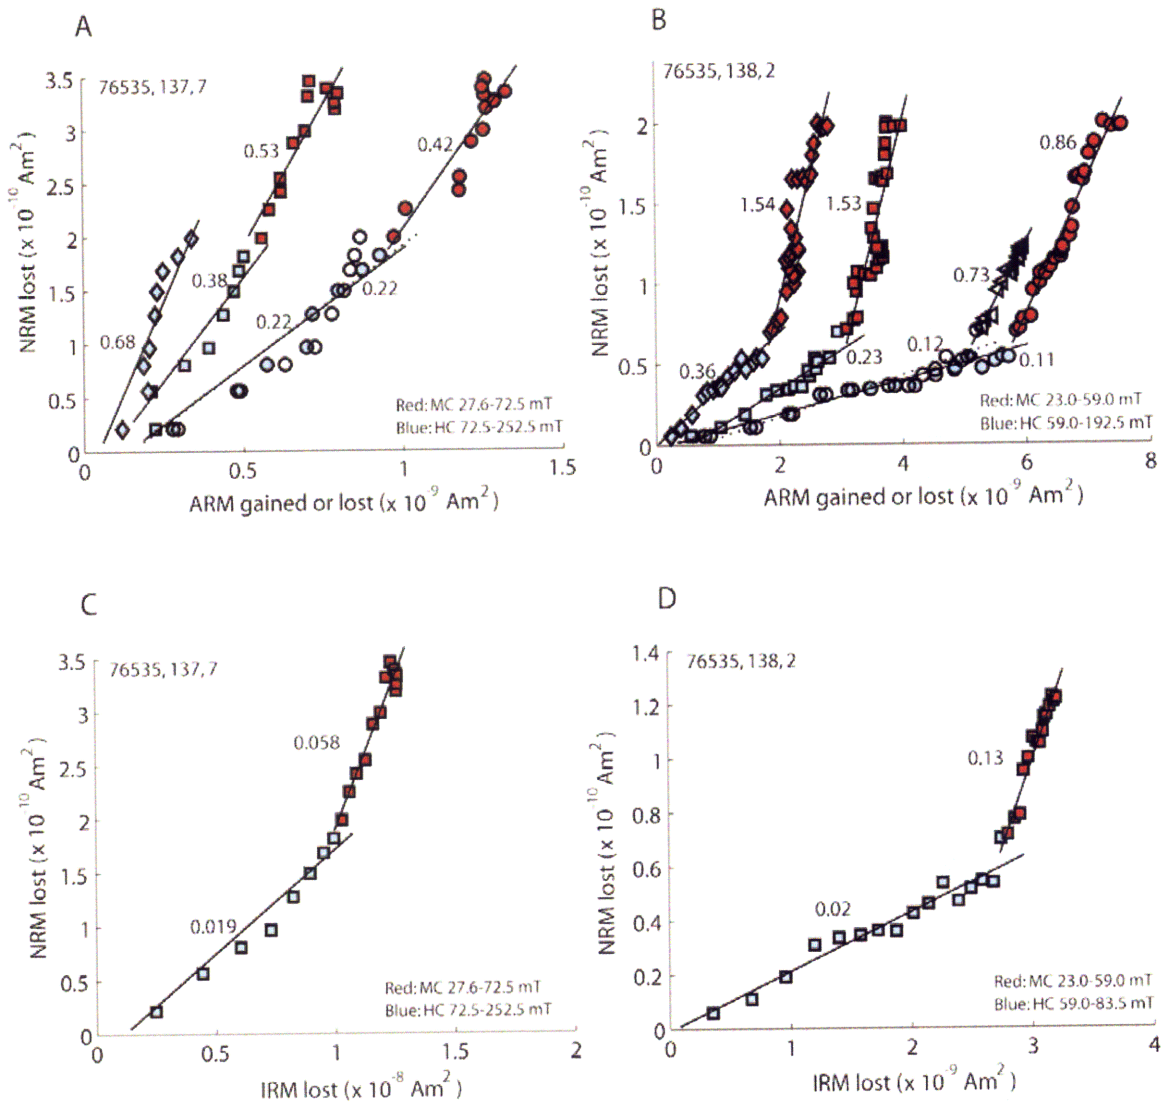 A
76535, 137,7
3.5
3
2.5
2
1.5
1
0.5
0
NRM lost (x 10⁻¹⁰ Am²)
0.53
0.42
0.38
0.68
0.22
0.22
Red: MC 27.6-72.5 mT
Blue: HC 72.5-252.5 mT
0 0.5 1 1.5
ARM gained or lost (x 10⁻⁹ Am²)
B
76535, 138, 2
2
1.5
1
0.5
0
NRM lost (x 10⁻¹⁰ Am²)
0.86
1.54
1.53
0.73
0.12
0.23
0.11
0.36
Red: MC 23.0-59.0 mT
Blue: HC 59.0-192.5 mT
0 2 4 6 8
ARM gained or lost (x 10⁻⁹ Am²)
C
76535, 137, 7
3.5
3
2.5
2
1.5
1
0.5
0
NRM lost (x 10⁻¹⁰ Am²)
0.058
0.019
Red: MC 27.6-72.5 mT
Blue: HC 72.5-252.5 mT
0 0.5 1 1.5 2
IRM lost (x 10⁻⁸ Am²)
D
76535, 138, 2
1.4
1.2
1
0.8
0.6
0.4
0.2
0
NRM lost (x 10⁻¹⁰ Am²)
0.13
0.02
Red: MC 23.0-59.0 mT
Blue: HC 59.0-83.5 mT
0 1 2 3 4
IRM lost (x 10⁻⁹ Am²)